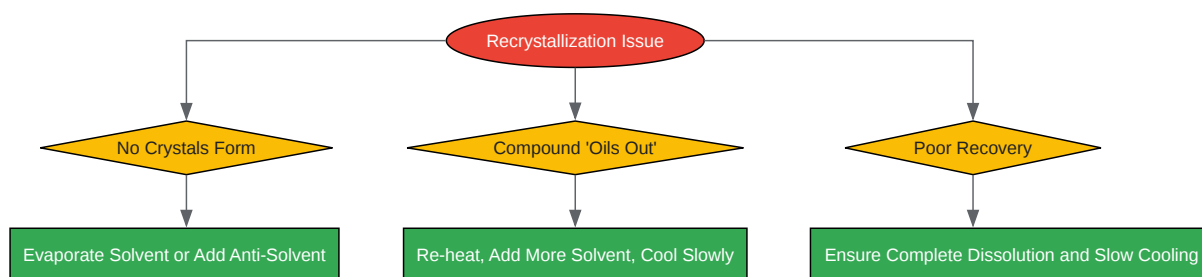 Recrystallization Issue
No Crystals Form
Compound 'Oils Out'
Poor Recovery
Evaporate Solvent or Add Anti-Solvent
Re-heat, Add More Solvent, Cool Slowly
Ensure Complete Dissolution and Slow Cooling